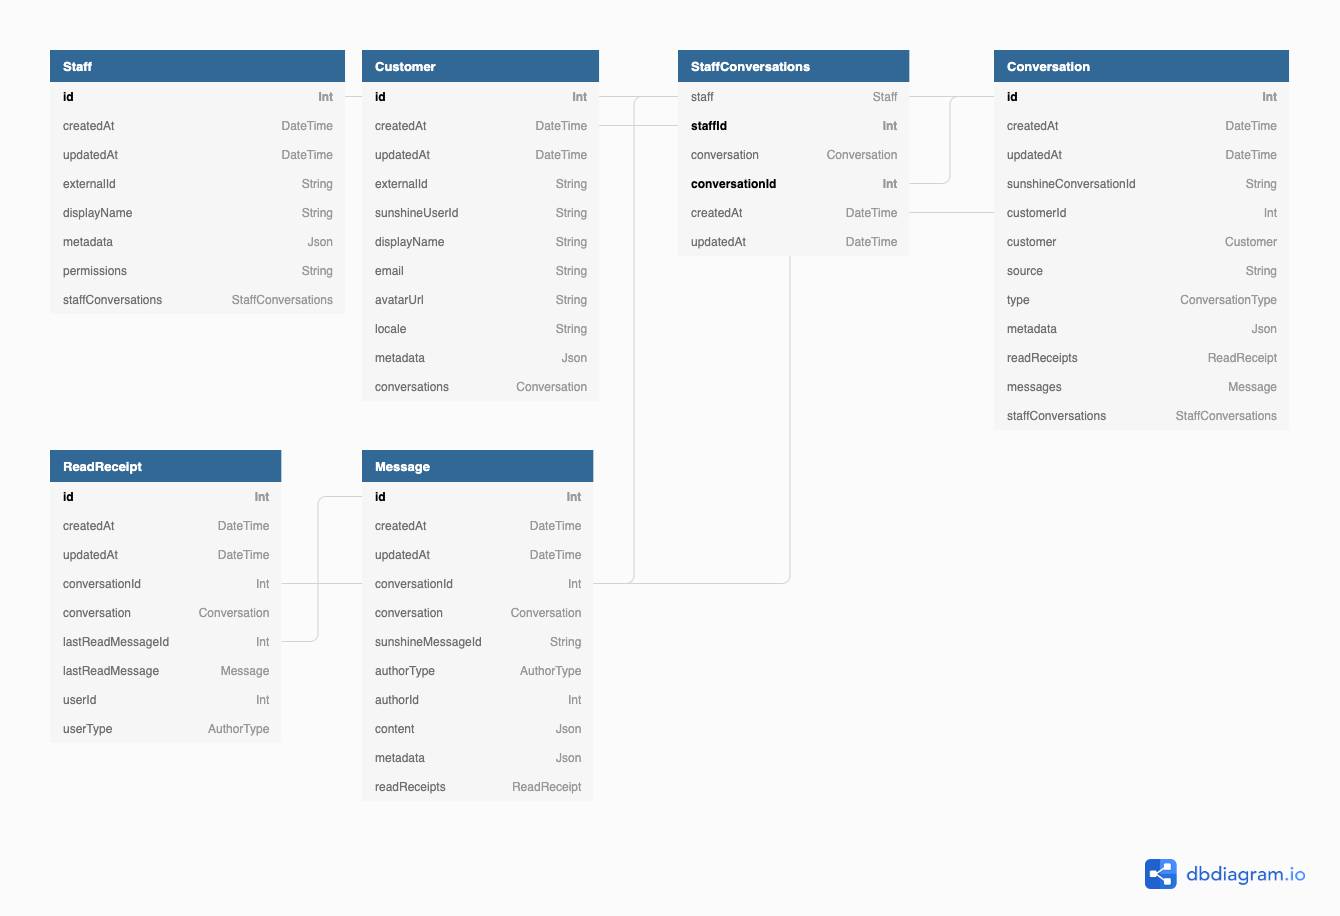 Staff
id Int
createdAt DateTime
updatedAt DateTime
externalId String
displayName String
metadata Json
permissions String
staffConversations StaffConversations
Customer
id Int
createdAt DateTime
updatedAt DateTime
externalId String
sunshineUserId String
displayName String
email String
avatarUrl String
locale String
metadata Json
conversations Conversation
StaffConversations
staff Staff
staffId Int
conversation Conversation
conversationId Int
createdAt DateTime
updatedAt DateTime
Conversation
id Int
createdAt DateTime
updatedAt DateTime
sunshineConversationId String
customerId Int
customer Customer
source String
type ConversationType
metadata Json
readReceipts ReadReceipt
messages Message
staffConversations StaffConversations
ReadReceipt
id Int
createdAt DateTime
updatedAt DateTime
conversationId Int
conversation Conversation
lastReadMessageId Int
lastReadMessage Message
userId Int
userType AuthorType
Message
id Int
createdAt DateTime
updatedAt DateTime
conversationId Int
conversation Conversation
sunshineMessageId String
authorType AuthorType
authorId Int
content Json
metadata Json
readReceipts ReadReceipt
dbdiagram.io